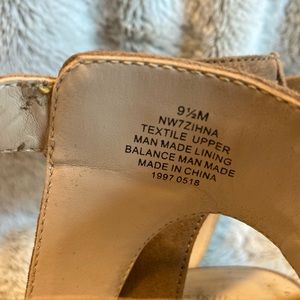 9½M
NW7ZIHNA
TEXTILE UPPER
MAN MADE LINING
BALANCE MAN MADE
MADE IN CHINA
1997 0518